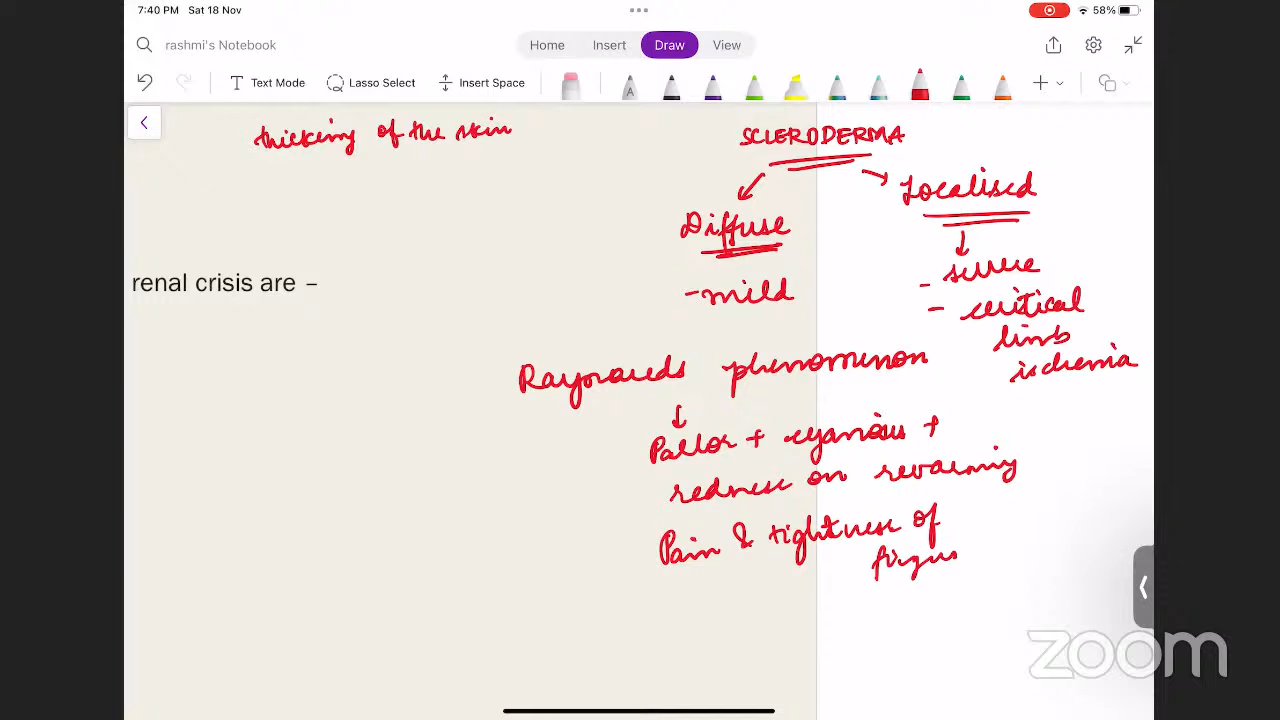 7:40 PM Sat 18 Nov
58%
rashmi's Notebook
Home Insert Draw View
Text Mode Lasso Select Insert Space
A
thicking of the skin
SCLERODERMA
Diffuse
Localised
- mild
- severe
- critical
limb
ischemia
renal crisis are –
Raynauds phenomenon
Pallor + cyanosis +
redness on rewarming
Pain & tightness of
zoom